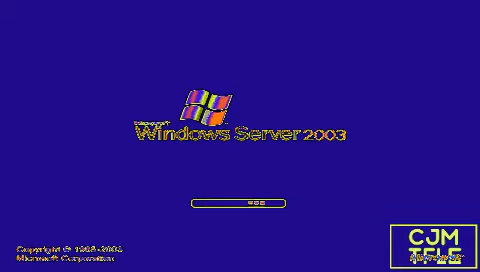 Windows Server 2003
Copyright © 1985-2003
Microsoft Corporation
CJM
TELE